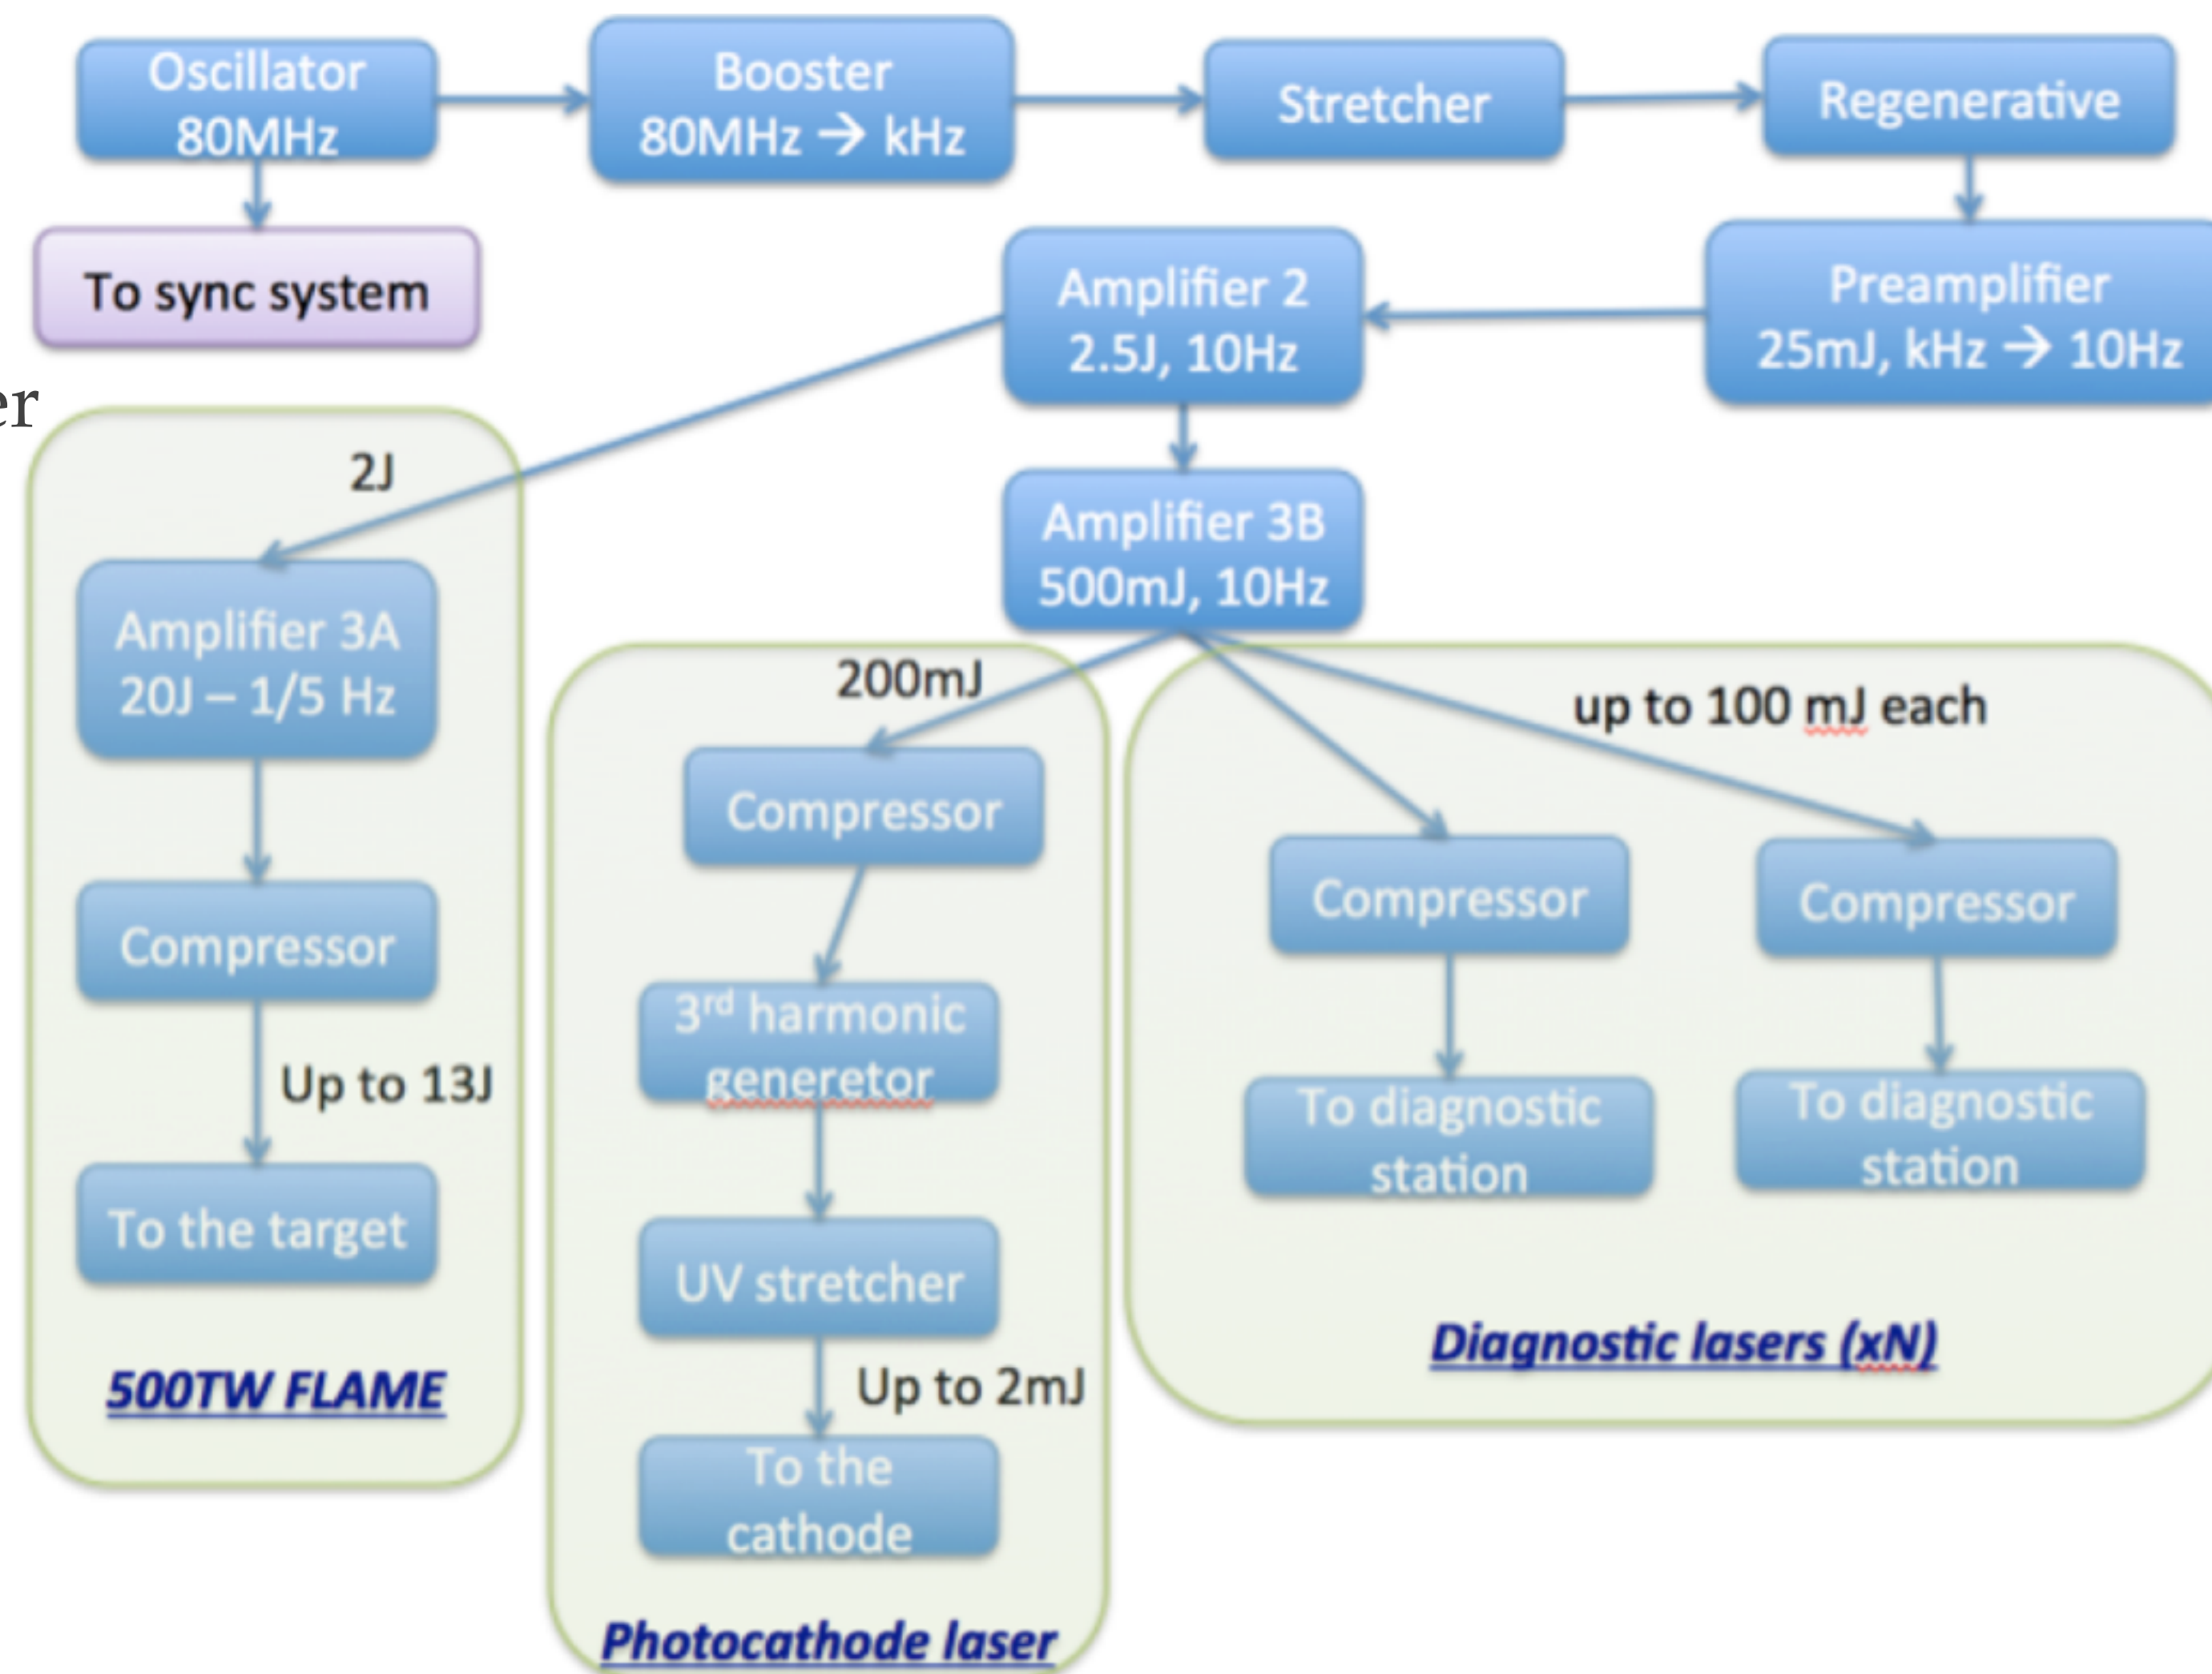 Oscillator
80MHz
Booster
80MHz → kHz
Stretcher
Regenerative
To sync system
Amplifier 2
2.5J, 10Hz
Preamplifier
25mJ, kHz → 10Hz
er
2J
Amplifier 3B
500mJ, 10Hz
Amplifier 3A
20J – 1/5 Hz
Compressor
Up to 13J
To the target
500TW FLAME
200mJ
Compressor
3rd harmonic
generetor
UV stretcher
Up to 2mJ
To the
cathode
Photocathode laser
up to 100 mJ each
Compressor
Compressor
To diagnostic
station
To diagnostic
station
Diagnostic lasers (xN)